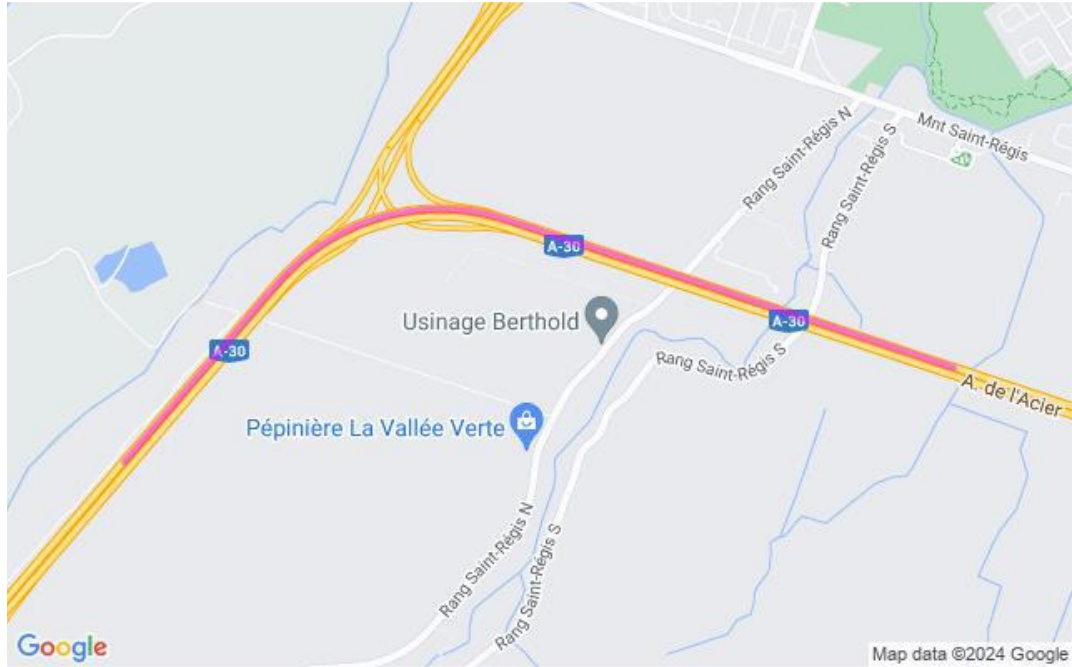 Mnt Saint-Régis
Rang Saint-Régis N
Rang Saint-Régis S
A-30
Usinage Berthold
A-30
A-30
Rang Saint-Régis S
A. de l'Acier
Pépinière La Vallée Verte
Rang Saint-Régis N
Rang Saint-Régis S
Google
Map data ©2024 Google